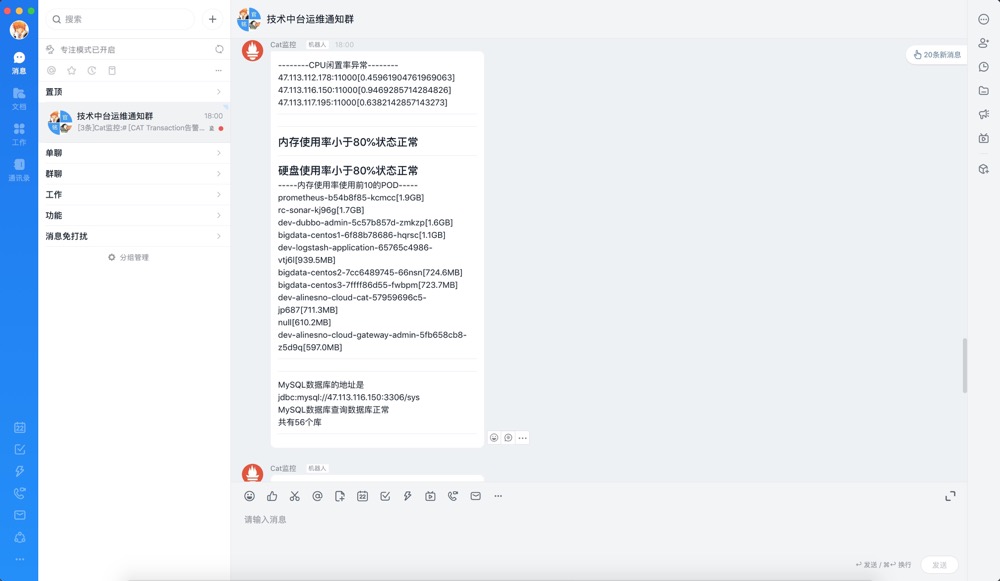 搜索
专注模式已开启
置顶
技术中台运维通知群
18:00
[3条]Cat监控:# [CAT Transaction告警...
单聊
群聊
工作
功能
消息免打扰
分组管理
消息
文档
工作
通讯录
技术中台运维通知群
20条新消息
Cat监控 机器人 18:00
--------CPU闲置率异常--------
47.113.112.178:11000[0.45961904761969063]
47.113.116.150:11000[0.9469285714284826]
47.113.117.195:11000[0.6382142857143273]
内存使用率小于80%状态正常
硬盘使用率小于80%状态正常
-----内存使用率使用前10的POD-----
prometheus-b54b8f85-kcmcc[1.9GB]
rc-sonar-kj96g[1.7GB]
dev-dubbo-admin-5c57b857d-zmkzp[1.6GB]
bigdata-centos1-6f88b78686-hqrsc[1.1GB]
dev-logstash-application-65765c4986-
vtj6l[939.5MB]
bigdata-centos2-7cc6489745-66nsn[724.6MB]
bigdata-centos3-7ffff86d55-fwbpm[723.7MB]
dev-alinesno-cloud-cat-57959696c5-
jp687[711.3MB]
null[610.2MB]
dev-alinesno-cloud-gateway-admin-5fb658cb8-
z5d9q[597.0MB]
MySQL数据库的地址是
jdbc:mysql://47.113.116.150:3306/sys
MySQL数据库查询数据库正常
共有56个库
Cat监控 机器人
请输入消息
↵ 发送 / ⌘↵ 换行
发送